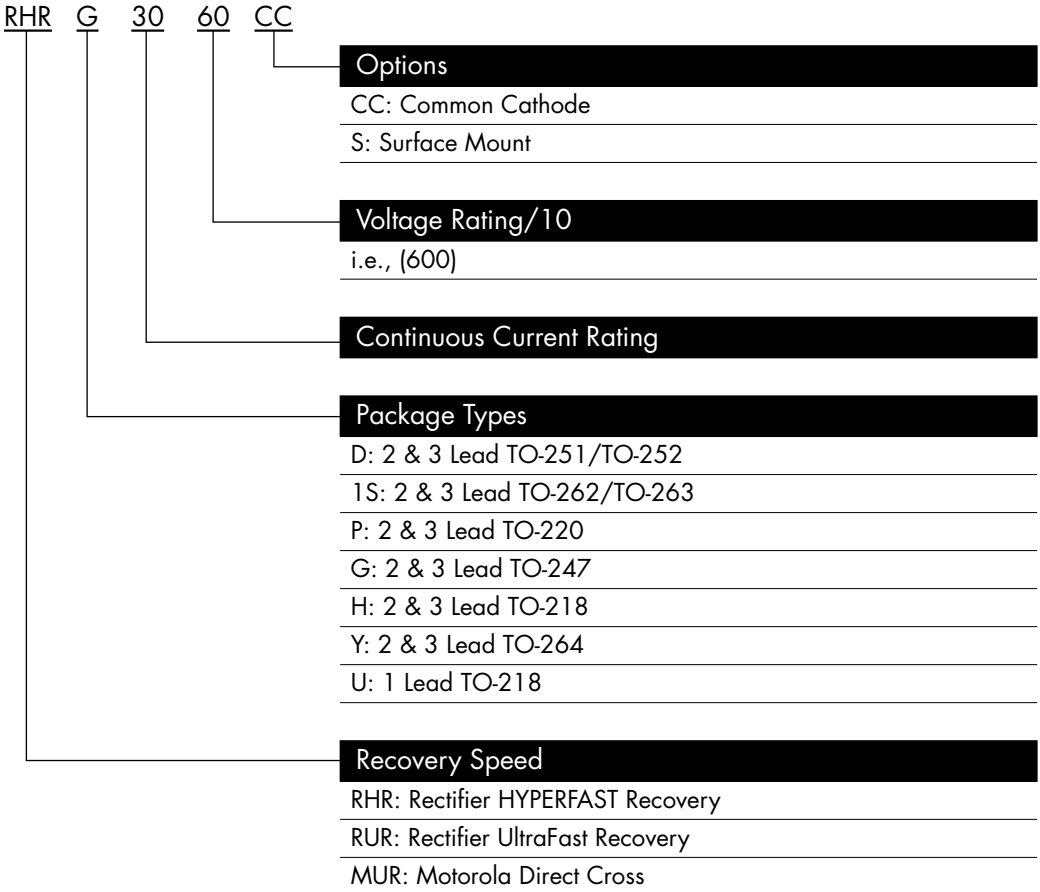 RHR G 30 60 CC
Options
CC: Common Cathode
S: Surface Mount
Voltage Rating/10
i.e., (600)
Continuous Current Rating
Package Types
D: 2 & 3 Lead TO-251/TO-252
1S: 2 & 3 Lead TO-262/TO-263
P: 2 & 3 Lead TO-220
G: 2 & 3 Lead TO-247
H: 2 & 3 Lead TO-218
Y: 2 & 3 Lead TO-264
U: 1 Lead TO-218
Recovery Speed
RHR: Rectifier HYPERFAST Recovery
RUR: Rectifier UltraFast Recovery
MUR: Motorola Direct Cross